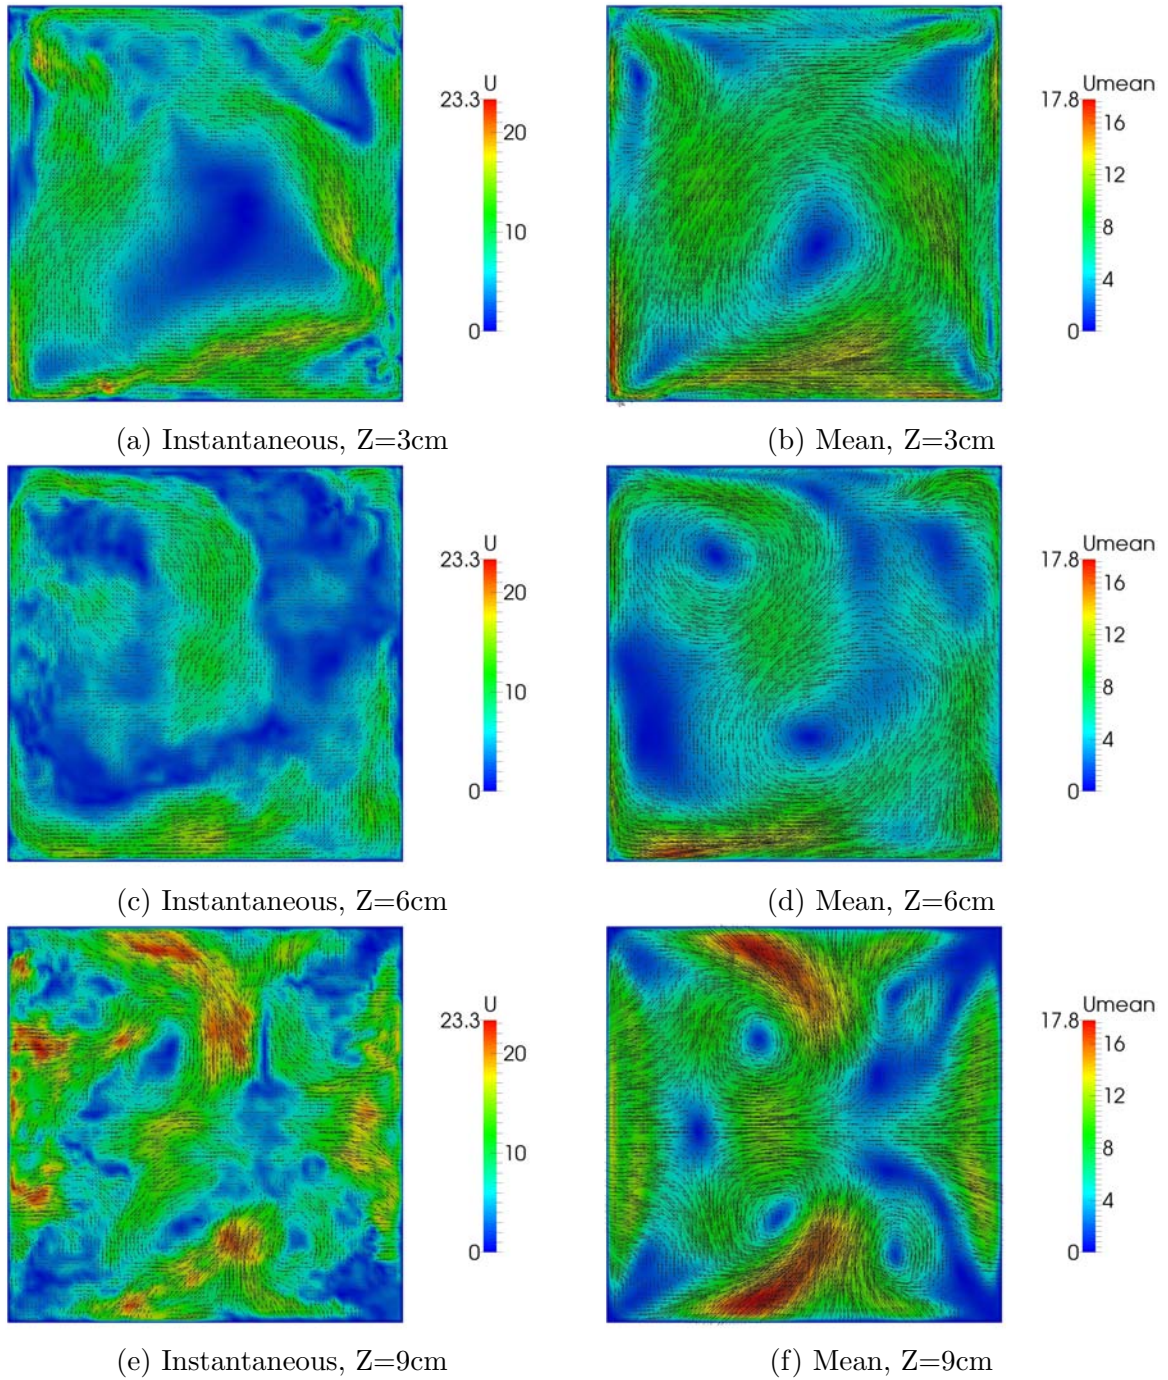 U
23.3
20
10
0
Umean
17.8
16
12
8
4
0
(a) Instantaneous, Z=3cm
(b) Mean, Z=3cm
U
23.3
20
10
0
Umean
17.8
16
12
8
4
0
(c) Instantaneous, Z=6cm
(d) Mean, Z=6cm
U
23.3
20
10
0
Umean
17.8
16
12
8
4
0
(e) Instantaneous, Z=9cm
(f) Mean, Z=9cm